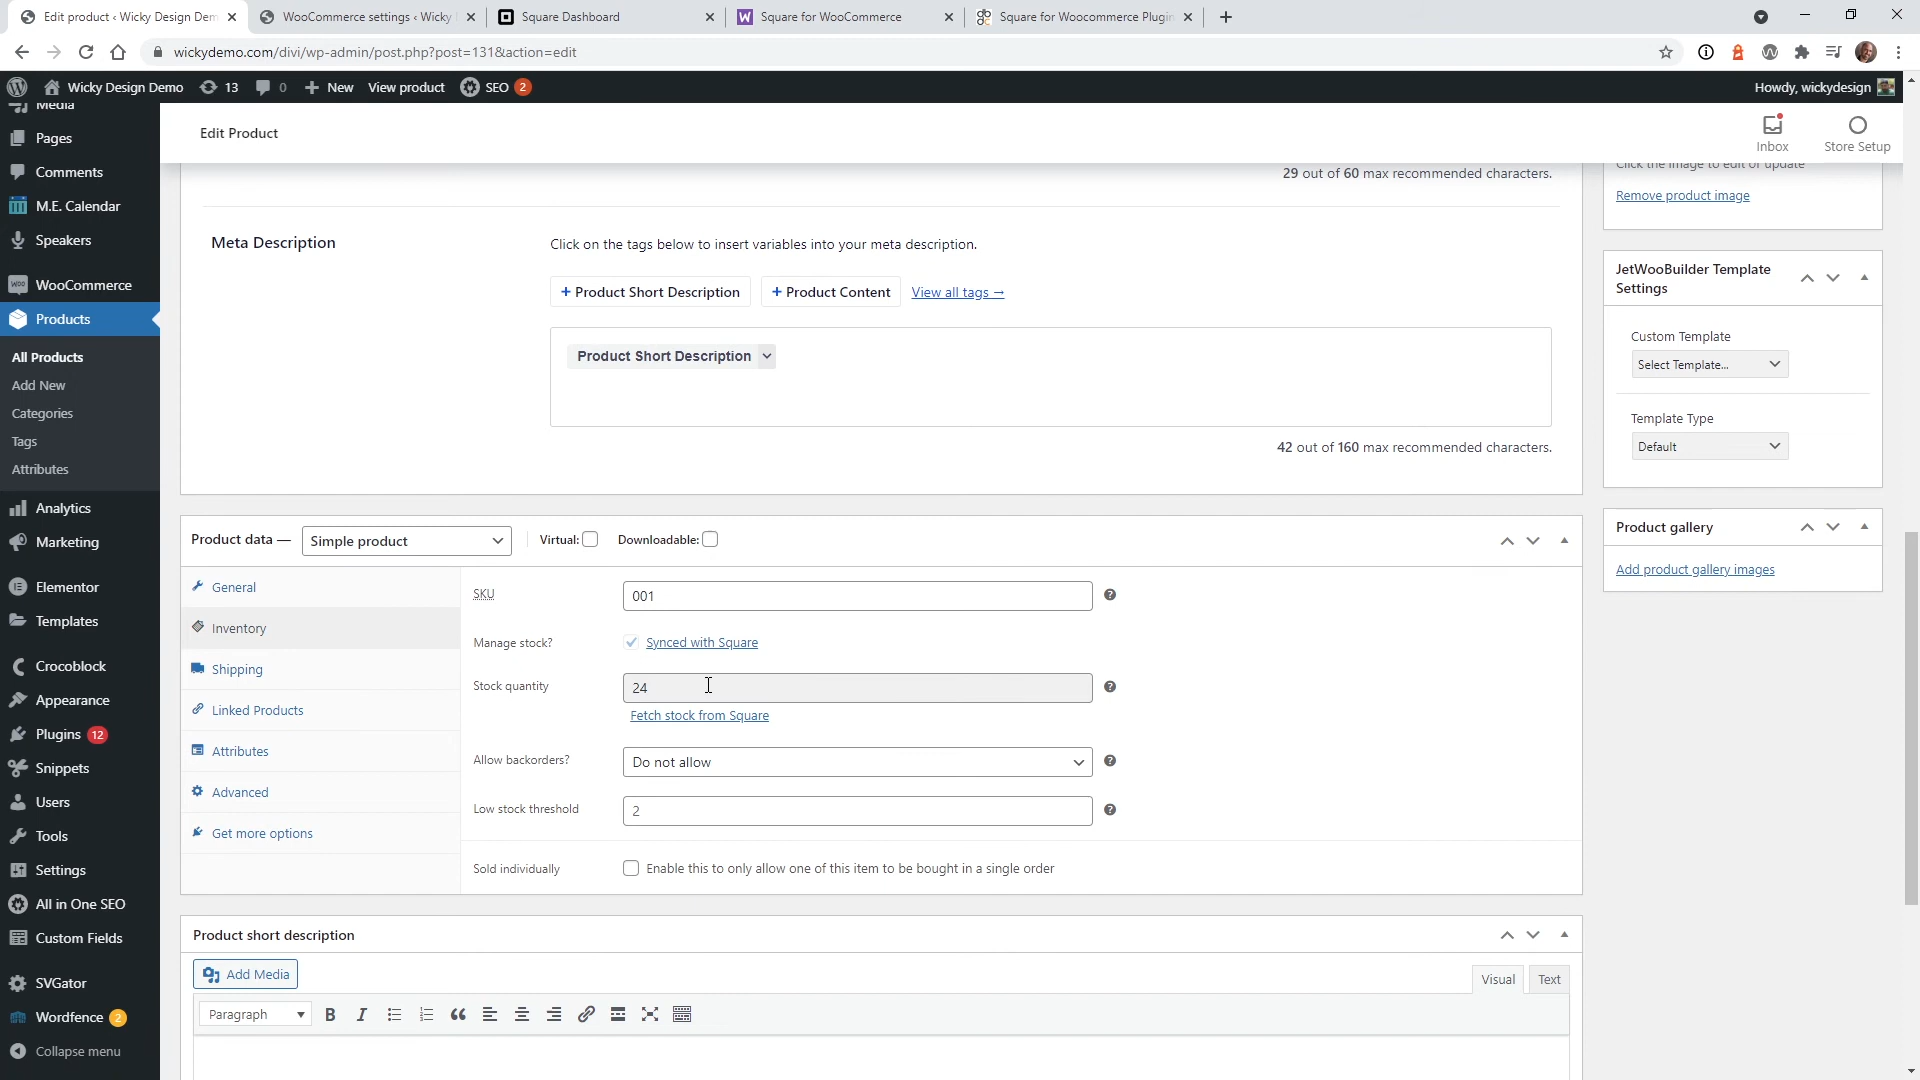 Edit product ‹ Wicky Design Dem
WooCommerce settings ‹ Wicky
Square Dashboard
Square for WooCommerce
Square for Woocommerce Plugin
wickydemo.com/divi/wp-admin/post.php?post=131&action=edit
Wicky Design Demo
13
0
New
View product
SEO 2
Howdy, wickydesign
Media
Pages
Comments
M.E. Calendar
Speakers
WooCommerce
Products
All Products
Add New
Categories
Tags
Attributes
Analytics
Marketing
Elementor
Templates
Crocoblock
Appearance
Plugins 12
Snippets
Users
Tools
Settings
All in One SEO
Custom Fields
SVGator
Wordfence 2
Collapse menu
Edit Product
Inbox
Store Setup
29 out of 60 max recommended characters.
Meta Description
Click on the tags below to insert variables into your meta description.
+ Product Short Description
+ Product Content
View all tags →
Product Short Description
42 out of 160 max recommended characters.
Product data —
Simple product
Virtual:
Downloadable:
General
Inventory
Shipping
Linked Products
Attributes
Advanced
Get more options
SKU
001
Manage stock?
Synced with Square
Stock quantity
24
Fetch stock from Square
Allow backorders?
Do not allow
Low stock threshold
2
Sold individually
Enable this to only allow one of this item to be bought in a single order
Product short description
Add Media
Visual
Text
Paragraph
B
I
Click the image to edit or update
Remove product image
JetWooBuilder Template
Settings
Custom Template
Select Template...
Template Type
Default
Product gallery
Add product gallery images